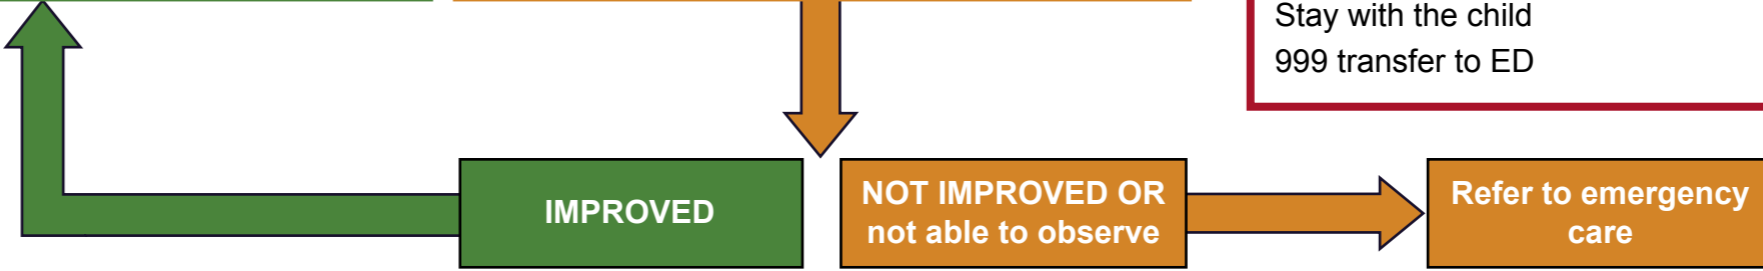 Stay with the child
999 transfer to ED
IMPROVED
NOT IMPROVED OR
not able to observe
Refer to emergency
care